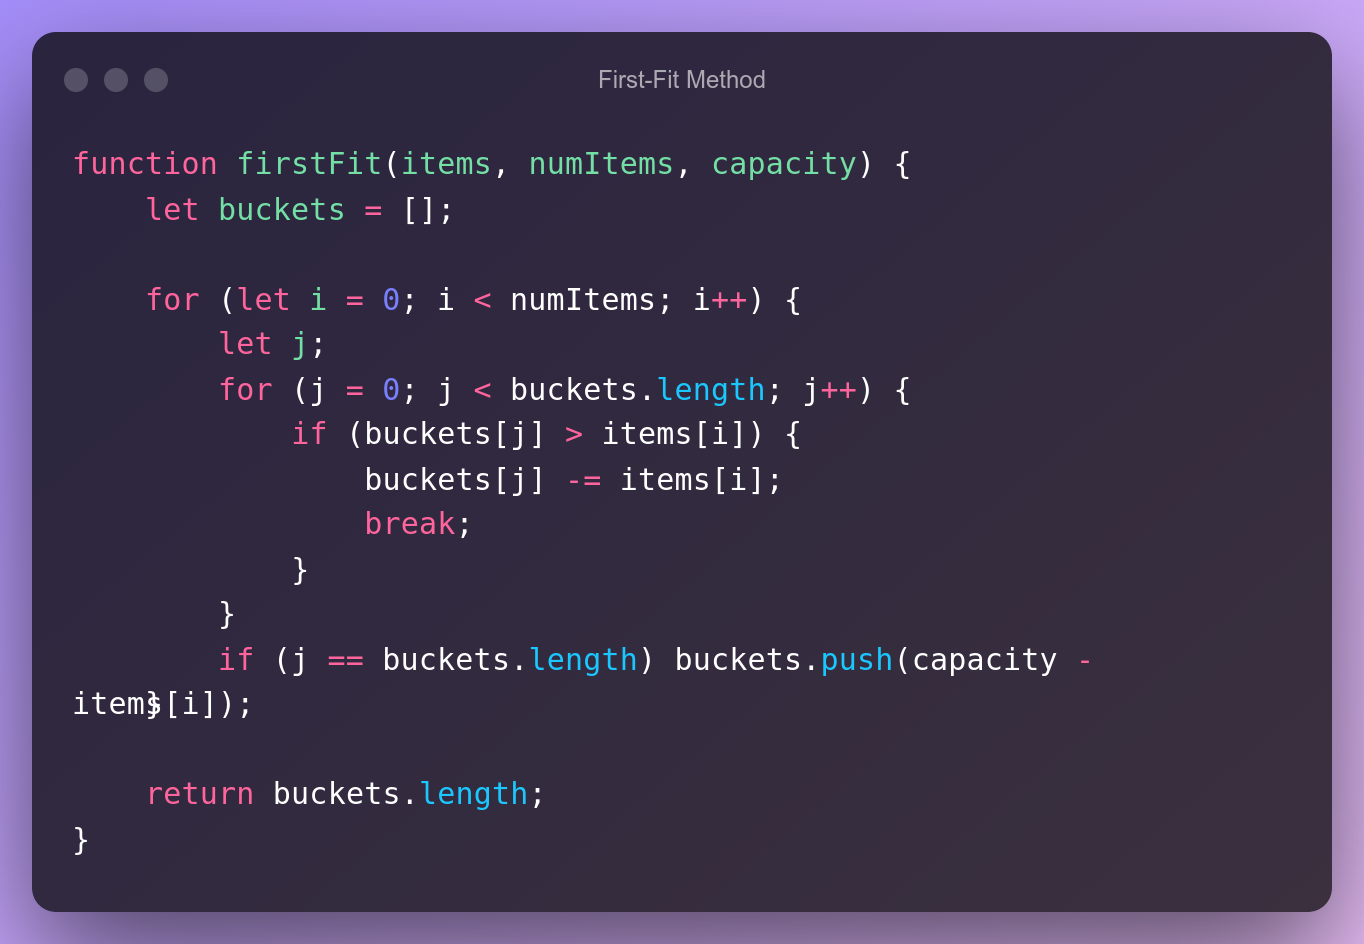 First-Fit Method
function firstFit(items, numItems, capacity) {
    let buckets = [];
    for (let i = 0; i < numItems; i++) {
        let j;
        for (j = 0; j < buckets.length; j++) {
            if (buckets[j] > items[i]) {
                buckets[j] -= items[i];
                break;
            }
        }
        if (j == buckets.length) buckets.push(capacity -
items[i]);
    }
    return buckets.length;
}